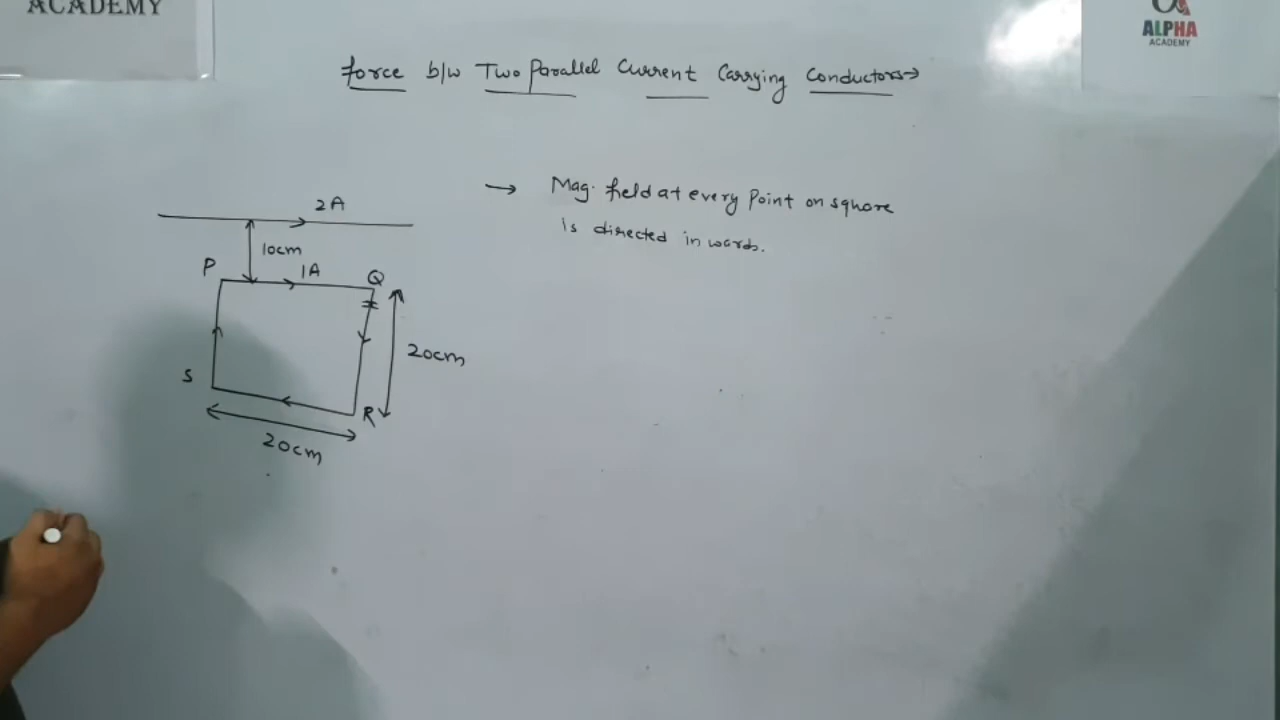 ACADEMY
ALPHA
ACADEMY
Force b/w Two Parallel Current Carrying Conductors→
→ Mag. field at every Point on square
is directed inwards.
2A
10cm
P
1A
Q
20cm
S
R
20cm